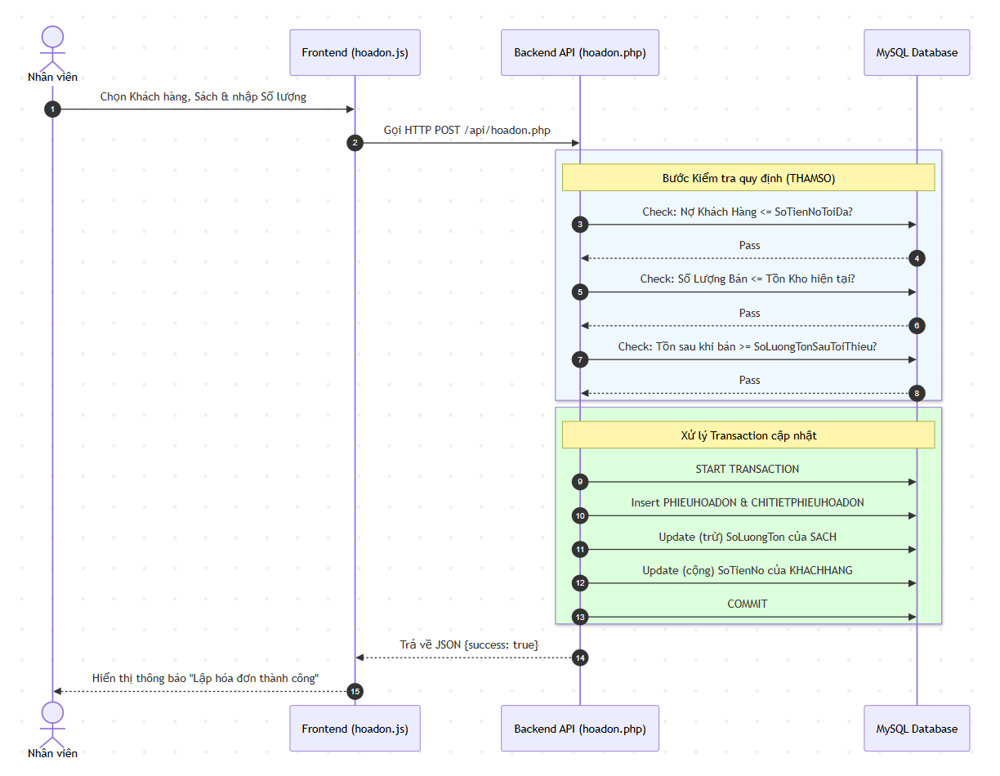 Frontend (hoadon.js)
Backend API (hoadon.php)
MySQL Database
Nhân viên
Chọn Khách hàng, Sách & nhập Số lượng
1
Gọi HTTP POST /api/hoadon.php
2
Bước Kiểm tra quy định (THAMSO)
Check: Nợ Khách Hàng <= SoTienNoToiDa?
3
Pass
4
Check: Số Lượng Bán <= Tồn Kho hiện tại?
5
Pass
6
Check: Tồn sau khi bán >= SoLuongTonSauToiThieu?
7
Pass
8
Xử lý Transaction cập nhật
START TRANSACTION
9
Insert PHIEUHOADON & CHITIETPHIEUHOADON
10
Update (trừ) SoLuongTon của SACH
11
Update (cộng) SoTienNo của KHACHHANG
12
COMMIT
13
Trả về JSON {success: true}
14
Hiển thị thông báo "Lập hóa đơn thành công"
15
Frontend (hoadon.js)
Backend API (hoadon.php)
MySQL Database
Nhân viên